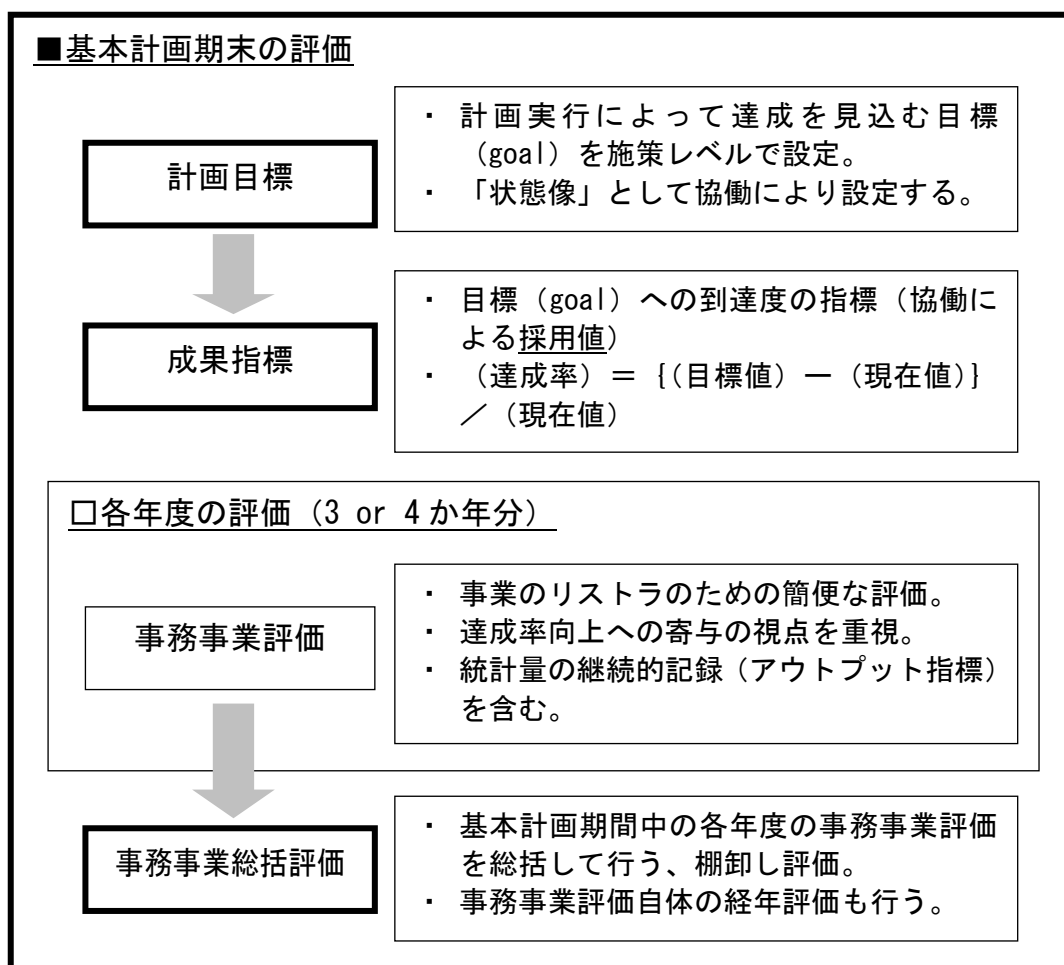 ■基本計画期末の評価
計画目標
・ 計画実行によって達成を見込む目標
（goal）を施策レベルで設定。
・ 「状態像」として協働により設定する。
成果指標
・ 目標（goal）への到達度の指標（協働に
よる採用値）
・ （達成率）＝｛(目標値）ー（現在値)｝
／（現在値）
□各年度の評価（3 or 4か年分）
事務事業評価
・ 事業のリストラのための簡便な評価。
・ 達成率向上への寄与の視点を重視。
・ 統計量の継続的記録（アウトプット指標）
を含む。
事務事業総括評価
・ 基本計画期間中の各年度の事務事業評価
を総括して行う、棚卸し評価。
・ 事務事業評価自体の経年評価も行う。